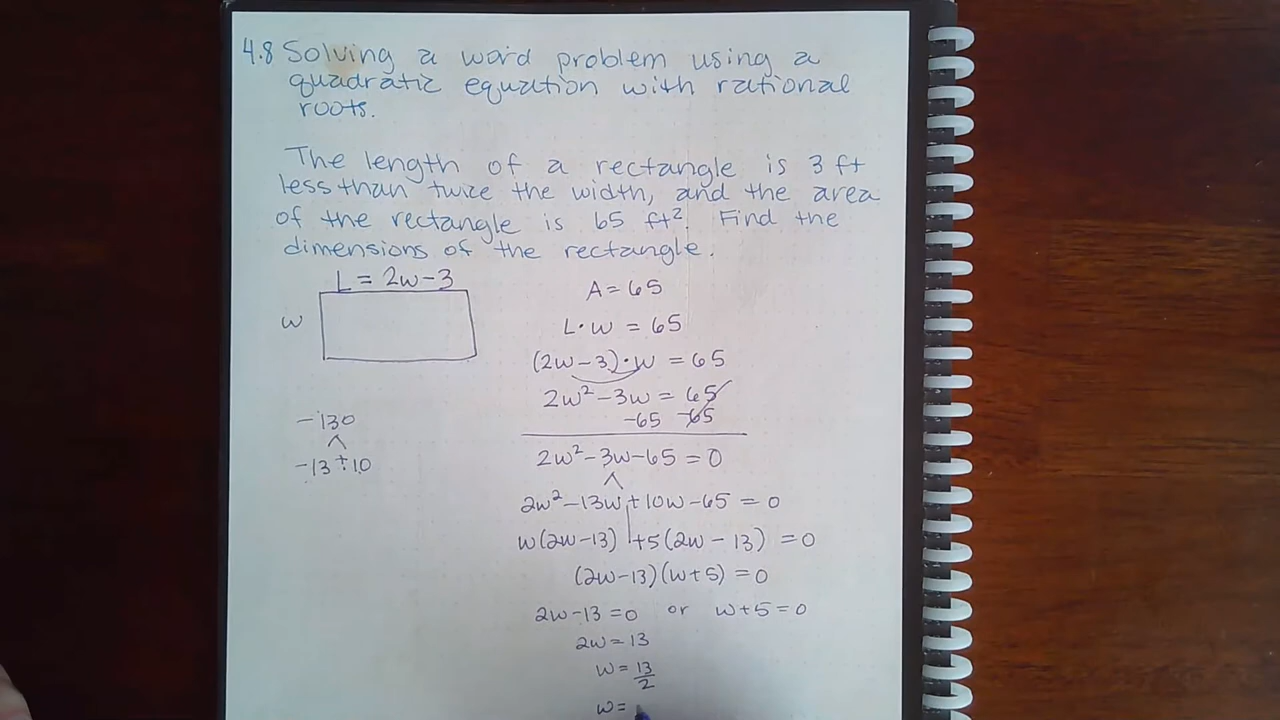 4.8 Solving a word problem using a
quadratic equation with rational
roots.
The length of a rectangle is 3 ft
less than twice the width, and the area
of the rectangle is 65 ft². Find the
dimensions of the rectangle.
L = 2w-3
w
A = 65
L·w = 65
(2w-3)·w = 65
2w²-3w = 65
-65 -65
2w²-3w-65 = 0
-130
-13 +10
2w²-13w+10w-65 = 0
w(2w-13)+5(2w-13) = 0
(2w-13)(w+5) = 0
2w-13=0 or w+5=0
2w = 13
w = 13/2
w =